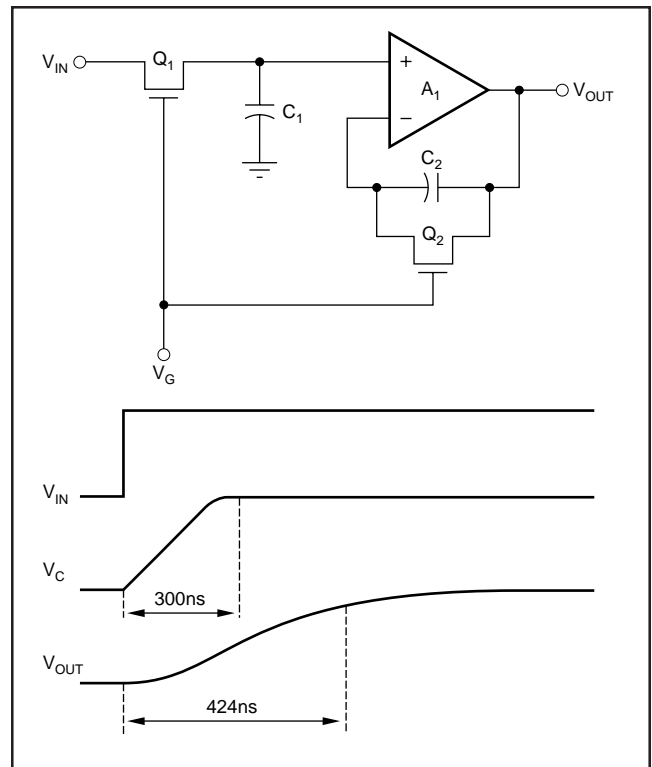 V_IN
Q_1
C_1
+
A_1
−
V_OUT
C_2
Q_2
V_G
V_IN
V_C
300ns
V_OUT
424ns